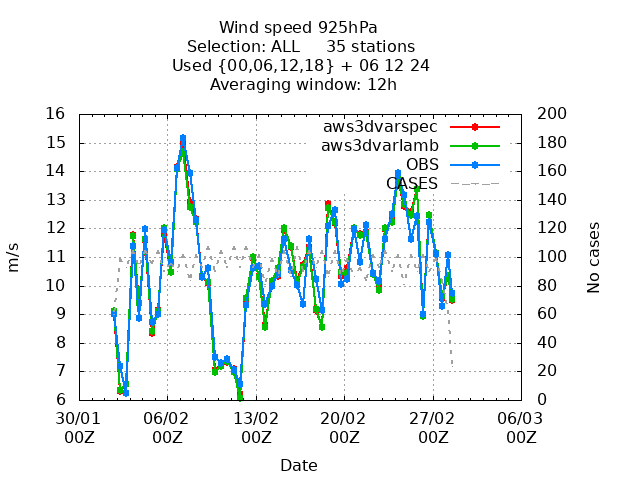 Wind speed 925hPa
Selection: ALL 35 stations
Used {00,06,12,18} + 06 12 24
Averaging window: 12h
16 200
aws3dvarspec
15 180
aws3dvarlamb
OBS
14 160
CASES
13 140
12 120
11 100
10 80
9 60
8 40
7 20
6 0
m/s
No cases
30/01 06/02 13/02 20/02 27/02 06/03
00Z 00Z 00Z 00Z 00Z 00Z
Date